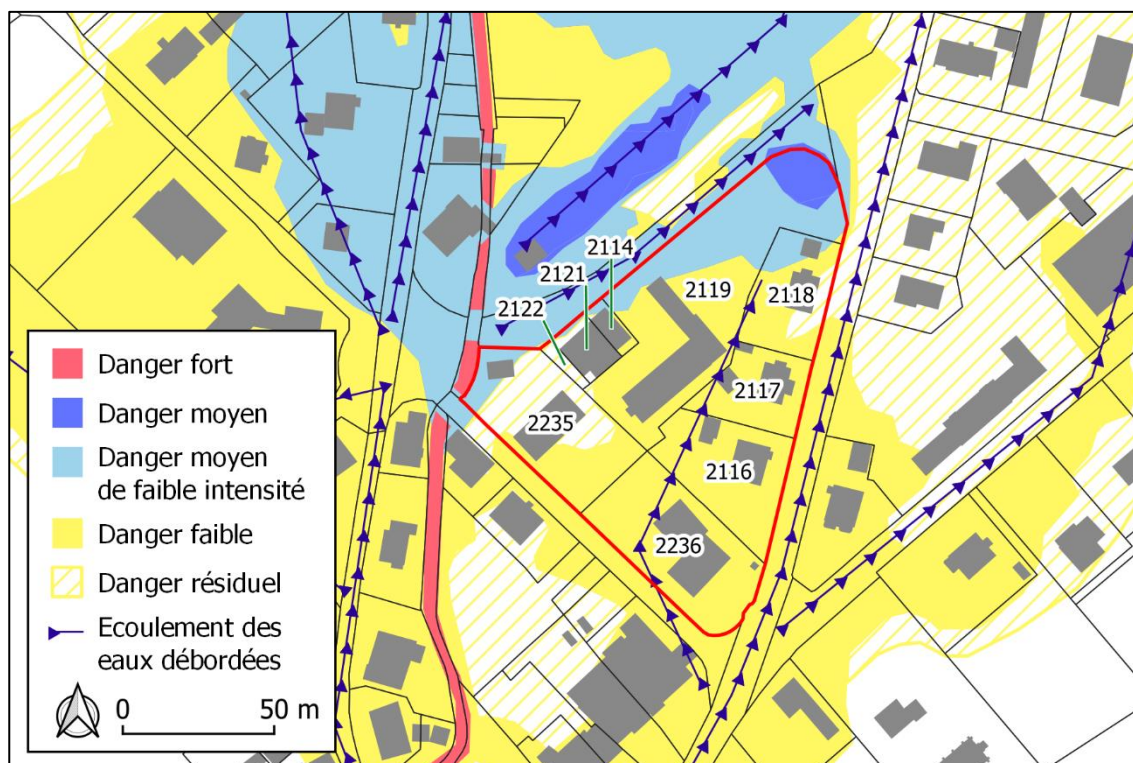 2114
2121
2122
2119
2118
2117
2235
2116
2236
Danger fort
Danger moyen
Danger moyen
de faible intensité
Danger faible
Danger résiduel
Ecoulement des
eaux débordées
0 50 m